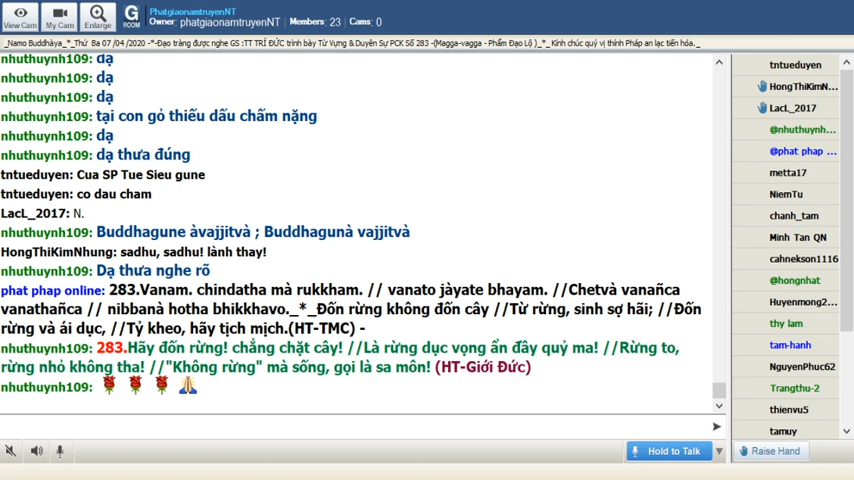 View Cam
My Cam
Enlarge
G
ROOM
PhatgiaonamtruyenNT
Owner: phatgiaonamtruyenNT | Members: 23 | Cams: 0
_Namo Buddhàya_*_Thứ Ba 07 /04 /2020 -*-Đạo tràng được nghe GS :TT TRÍ ĐỨC trình bày Từ Vựng & Duyên Sự PCK Số 283 -(Magga-vagga - Phẩm Đạo Lộ )_*_ Kính chúc quý vị thính Pháp an lạc tiến hóa._
nhuthuynh109: dạ
nhuthuynh109: dạ
nhuthuynh109: dạ
nhuthuynh109: tại con gỏ thiếu dấu chấm nặng
nhuthuynh109: dạ
nhuthuynh109: dạ thưa đúng
tntueduyen: Cua SP Tue Sieu gune
tntueduyen: co dau cham
LacL_2017: N.
nhuthuynh109: Buddhagune àvajjitvà ; Buddhagunà vajjitvà
HongThiKimNhung: sadhu, sadhu! lành thay!
nhuthuynh109: Dạ thưa nghe rõ
phat phap online: 283.Vanam. chindatha mà rukkham. // vanato jàyate bhayam. //Chetvà vanañca
vanathañca // nibbanà hotha bhikkhavo._*_Đốn rừng không đốn cây //Từ rừng, sinh sợ hãi; //Đốn
rừng và ái dục, //Tỷ kheo, hãy tịch mịch.(HT-TMC) -
nhuthuynh109: 283.Hãy đốn rừng! chẳng chặt cây! //Là rừng dục vọng ẩn đầy quỷ ma! //Rừng to,
rừng nhỏ không tha! //"Không rừng" mà sống, gọi là sa môn! (HT-Giới Đức)
nhuthuynh109:
Hold to Talk
tntueduyen
HongThiKimN...
LacL_2017
@nhuthuynh...
@phat phap ...
metta17
NiemTu
chanh_tam
Minh Tan QN
cahnekson1116
@hongnhat
Huyenmong2...
thy lam
tam-hanh
NguyenPhuc62
Trangthu-2
thienvu5
tamuy
Raise Hand